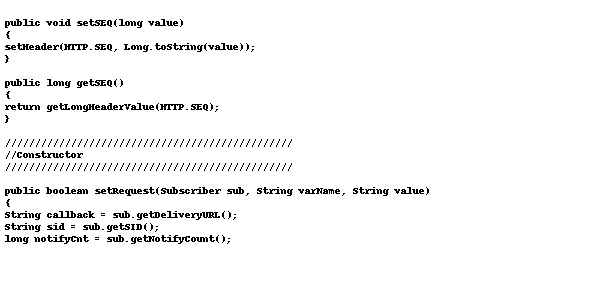 public void setSEQ(long value)
{
setHeader(HTTP.SEQ, Long.toString(value));
}
public long getSEQ()
{
return getLongHeaderValue(HTTP.SEQ);
}
////////////////////////////////////////////////
//Constructor
////////////////////////////////////////////////
public boolean setRequest(Subscriber sub, String varName, String value)
{
String callback = sub.getDeliveryURL();
String sid = sub.getSID();
long notifyCnt = sub.getNotifyCount();